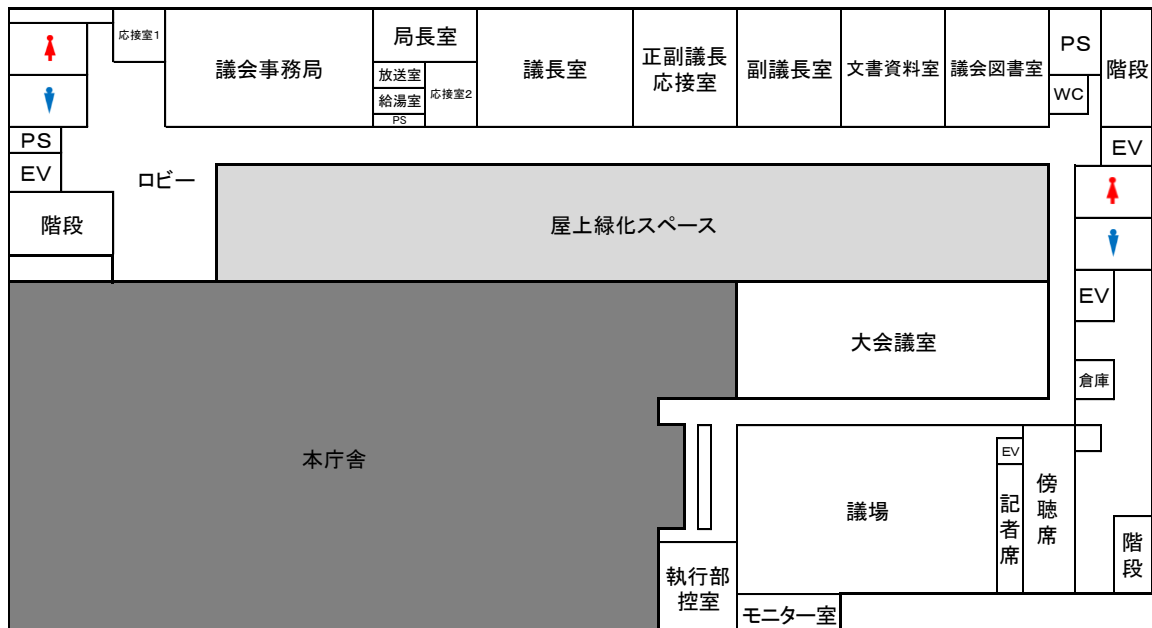 応接室1
議会事務局
局長室
放送室
給湯室
PS
応接室2
議長室
正副議長
応接室
副議長室
文書資料室
議会図書室
PS
WC
階段
EV
PS
EV
階段
ロビー
屋上緑化スペース
EV
大会議室
倉庫
本庁舎
議場
EV
記者席
傍聴席
階段
執行部
控室
モニター室